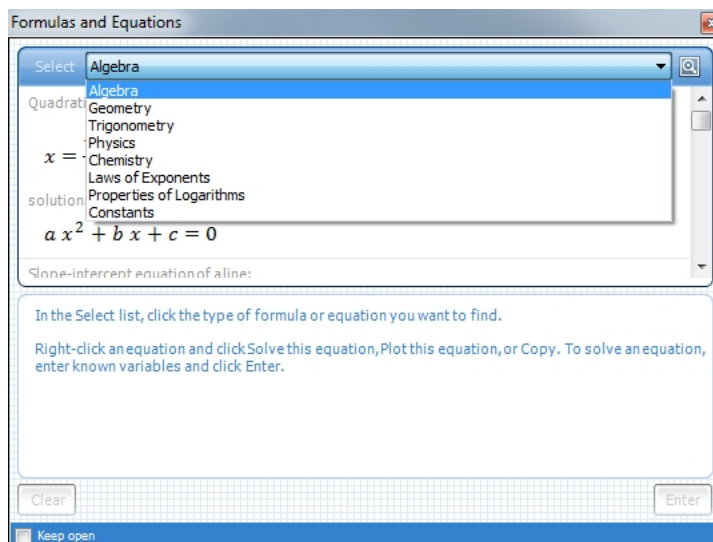 Formulas and Equations
Select Algebra
Algebra
Geometry
Trigonometry
Physics
Chemistry
Laws of Exponents
Properties of Logarithms
Constants
x =
solution
a x² + b x + c = 0
Slope-intercept equation of a line:
In the Select list, click the type of formula or equation you want to find.
Right-click an equation and click Solve this equation, Plot this equation, or Copy. To solve an equation,
enter known variables and click Enter.
Clear
Enter
Keep open